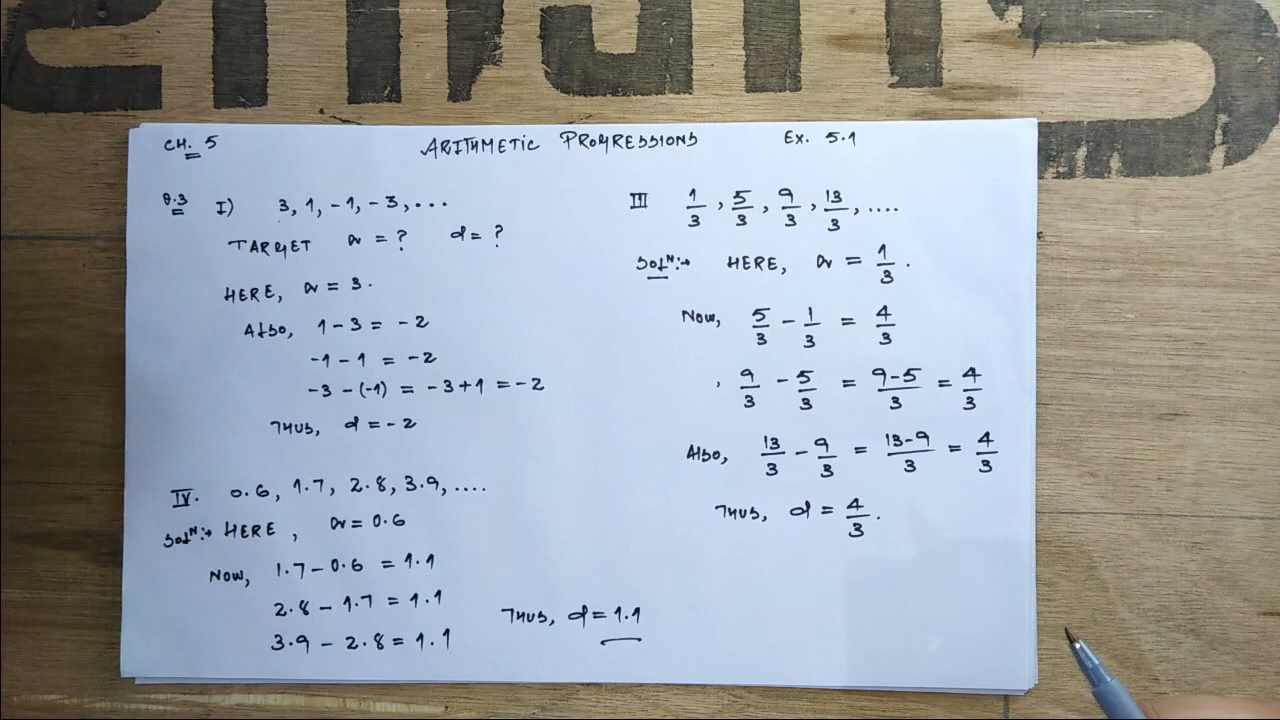 CH. 5 ARITHMETIC PROGRESSIONS Ex. 5.1
Q.3 I) 3, 1, -1, -3, ...
TARGET a = ? d = ?
HERE, a = 3.
Also, 1 - 3 = -2
-1 - 1 = -2
-3 - (-1) = -3 + 1 = -2
Thus, d = -2
III 1/3, 5/3, 9/3, 13/3, ....
Solᴺ:→ HERE, a = 1/3.
Now, 5/3 - 1/3 = 4/3
, 9/3 - 5/3 = 9-5/3 = 4/3
Also, 13/3 - 9/3 = 13-9/3 = 4/3
Thus, d = 4/3.
IV. 0.6, 1.7, 2.8, 3.9, ....
Solᴺ:→ HERE, a = 0.6
Now, 1.7 - 0.6 = 1.1
2.8 - 1.7 = 1.1
3.9 - 2.8 = 1.1
Thus, d = 1.1